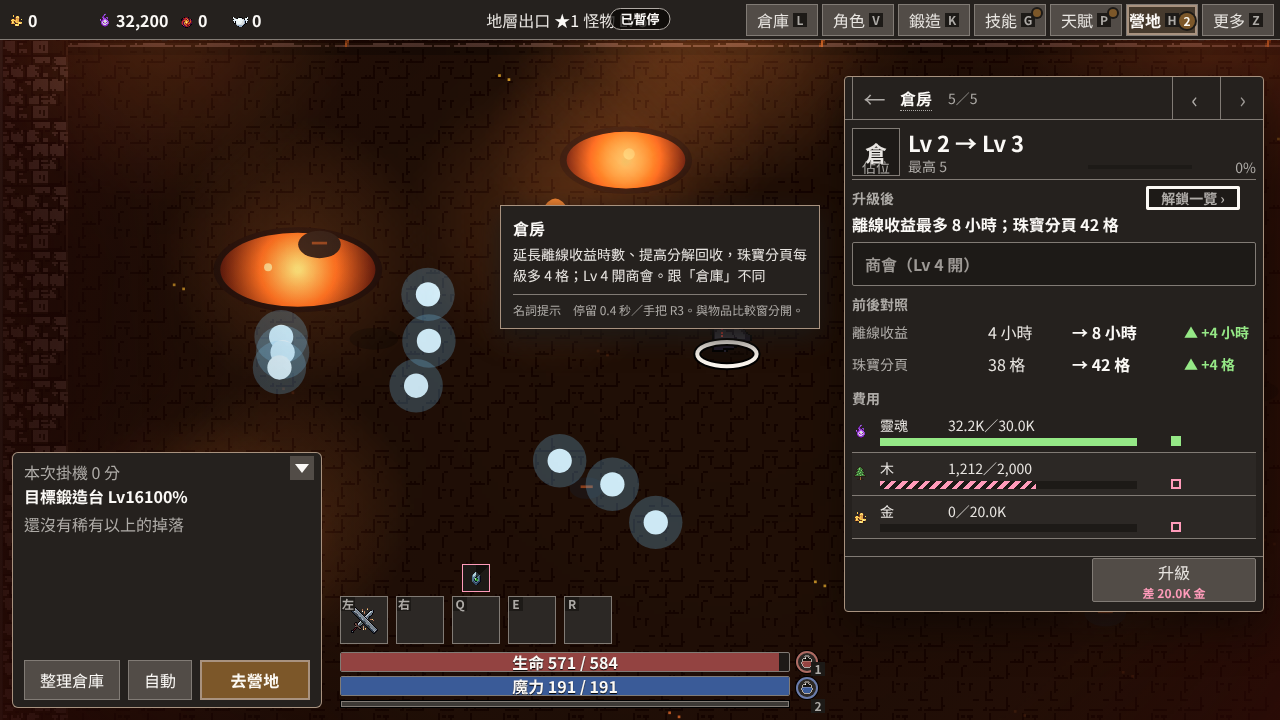 0
32,200
0
0
地層出口 ★1 怪物
已暫停
倉庫 L
角色 V
鍛造 K
技能 G
天賦 P
營地 H 2
更多 Z
← 倉房 5／5 ‹ ›
倉
佔位
Lv 2 → Lv 3
最高 5
0%
升級後
解鎖一覽 ›
離線收益最多 8 小時；珠寶分頁 42 格
商會（Lv 4 開）
前後對照
離線收益 4 小時 → 8 小時 ▲ +4 小時
珠寶分頁 38 格 → 42 格 ▲ +4 格
費用
靈魂 32.2K／30.0K
木 1,212／2,000
金 0／20.0K
升級
差 20.0K 金
倉房
延長離線收益時數、提高分解回收，珠寶分頁每
級多 4 格；Lv 4 開商會。跟「倉庫」不同
名詞提示 停留 0.4 秒／手把 R3。與物品比較窗分開。
本次掛機 0 分
目標鍛造台 Lv16100%
還沒有稀有以上的掉落
整理倉庫
自動
去營地
左
右
Q
E
R
生命 571 / 584
1
魔力 191 / 191
2